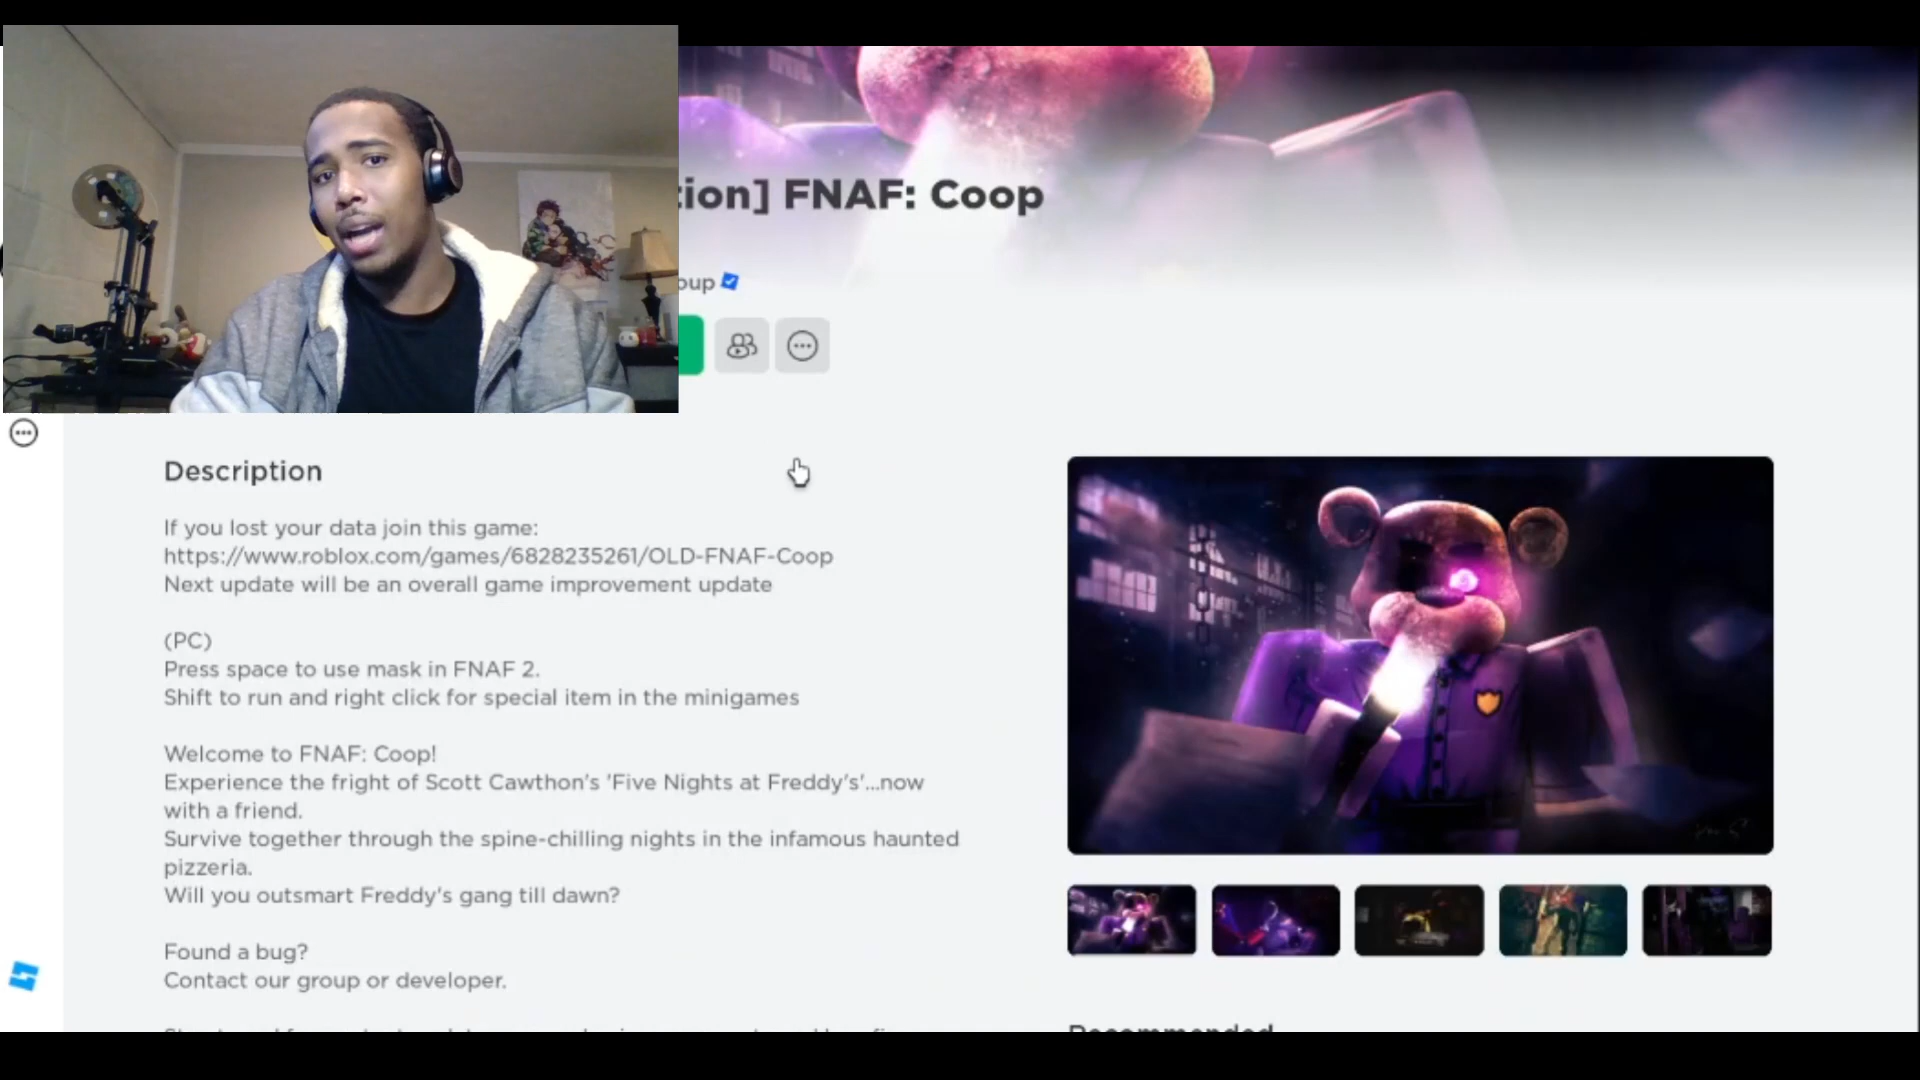 tion] FNAF: Coop
oup
Description
If you lost your data join this game:
https://www.roblox.com/games/6828235261/OLD-FNAF-Coop
Next update will be an overall game improvement update
(PC)
Press space to use mask in FNAF 2.
Shift to run and right click for special item in the minigames
Welcome to FNAF: Coop!
Experience the fright of Scott Cawthon's 'Five Nights at Freddy's'...now
with a friend.
Survive together through the spine-chilling nights in the infamous haunted
pizzeria.
Will you outsmart Freddy's gang till dawn?
Found a bug?
Contact our group or developer.
Recommended